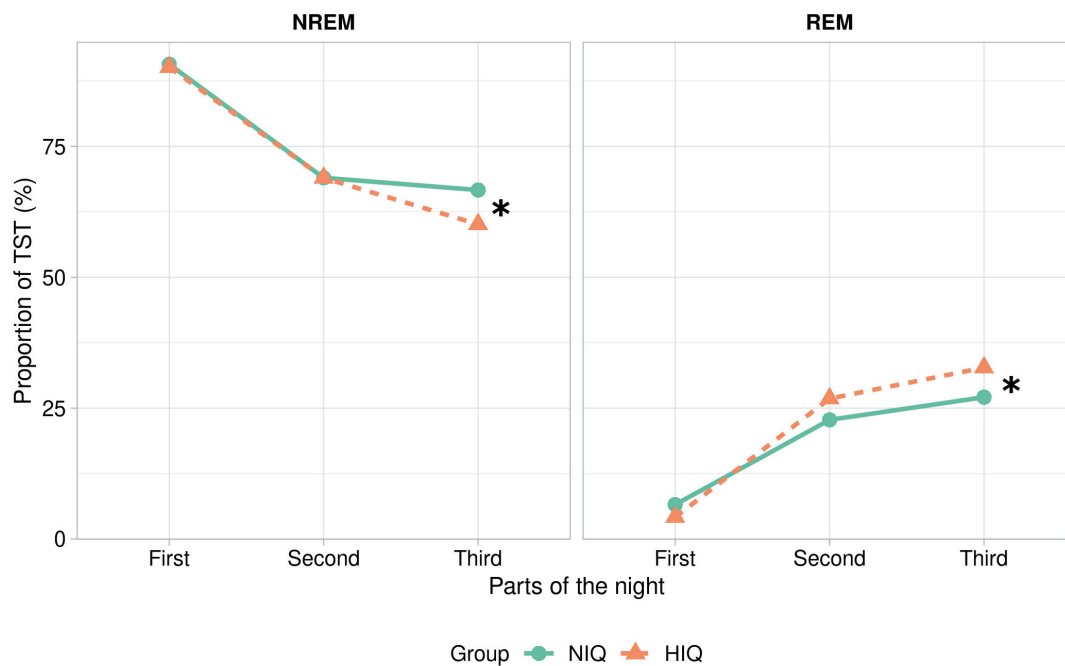 NREM REM
Proportion of TST (%)
75
50
25
0
First Second Third First Second Third
*
*
Parts of the night
Group NIQ HIQ